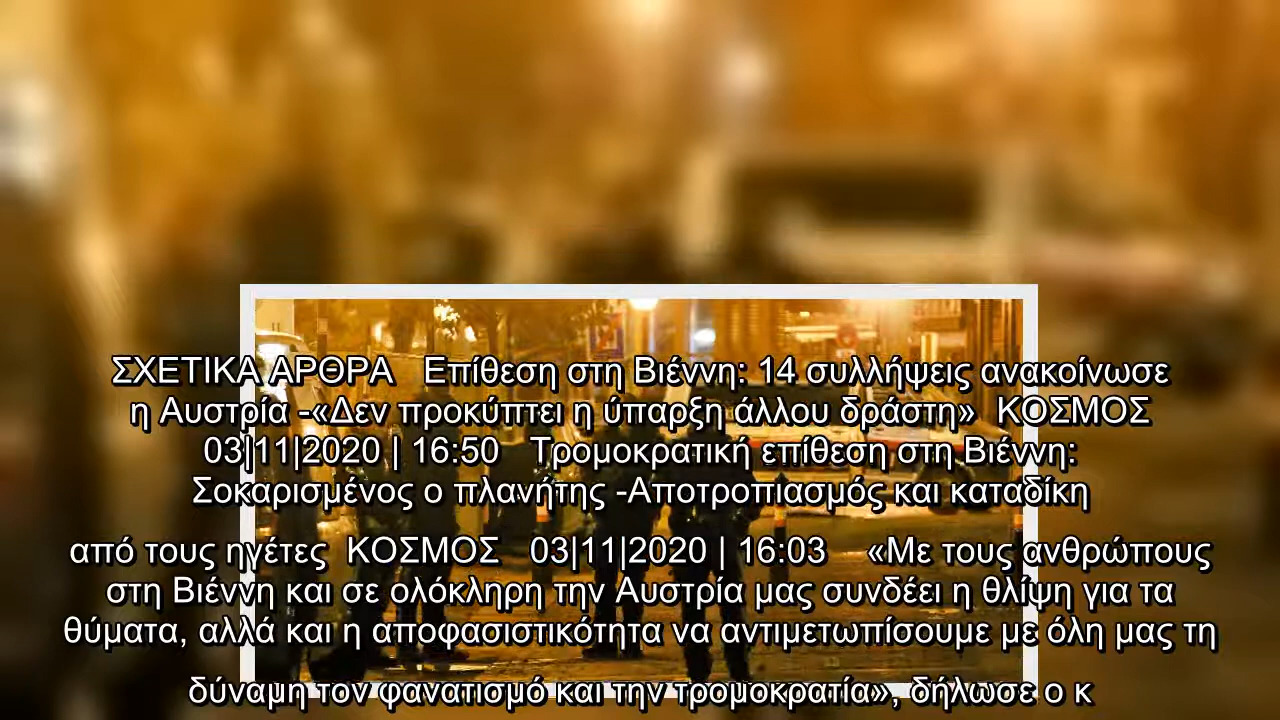 ΣΧΕΤΙΚΑ ΑΡΘΡΑ Επίθεση στη Βιέννη: 14 συλλήψεις ανακοίνωσε
η Αυστρία -«Δεν προκύπτει η ύπαρξη άλλου δράστη» ΚΟΣΜΟΣ
03|11|2020 | 16:50 Τρομοκρατική επίθεση στη Βιέννη:
Σοκαρισμένος ο πλανήτης -Αποτροπιασμός και καταδίκη
από τους ηγέτες ΚΟΣΜΟΣ 03|11|2020 | 16:03 «Με τους ανθρώπους
στη Βιέννη και σε ολόκληρη την Αυστρία μας συνδέει η θλίψη για τα
θύματα, αλλά και η αποφασιστικότητα να αντιμετωπίσουμε με όλη μας τη
δύναμη τον φανατισμό και την τρομοκρατία», δήλωσε ο κ